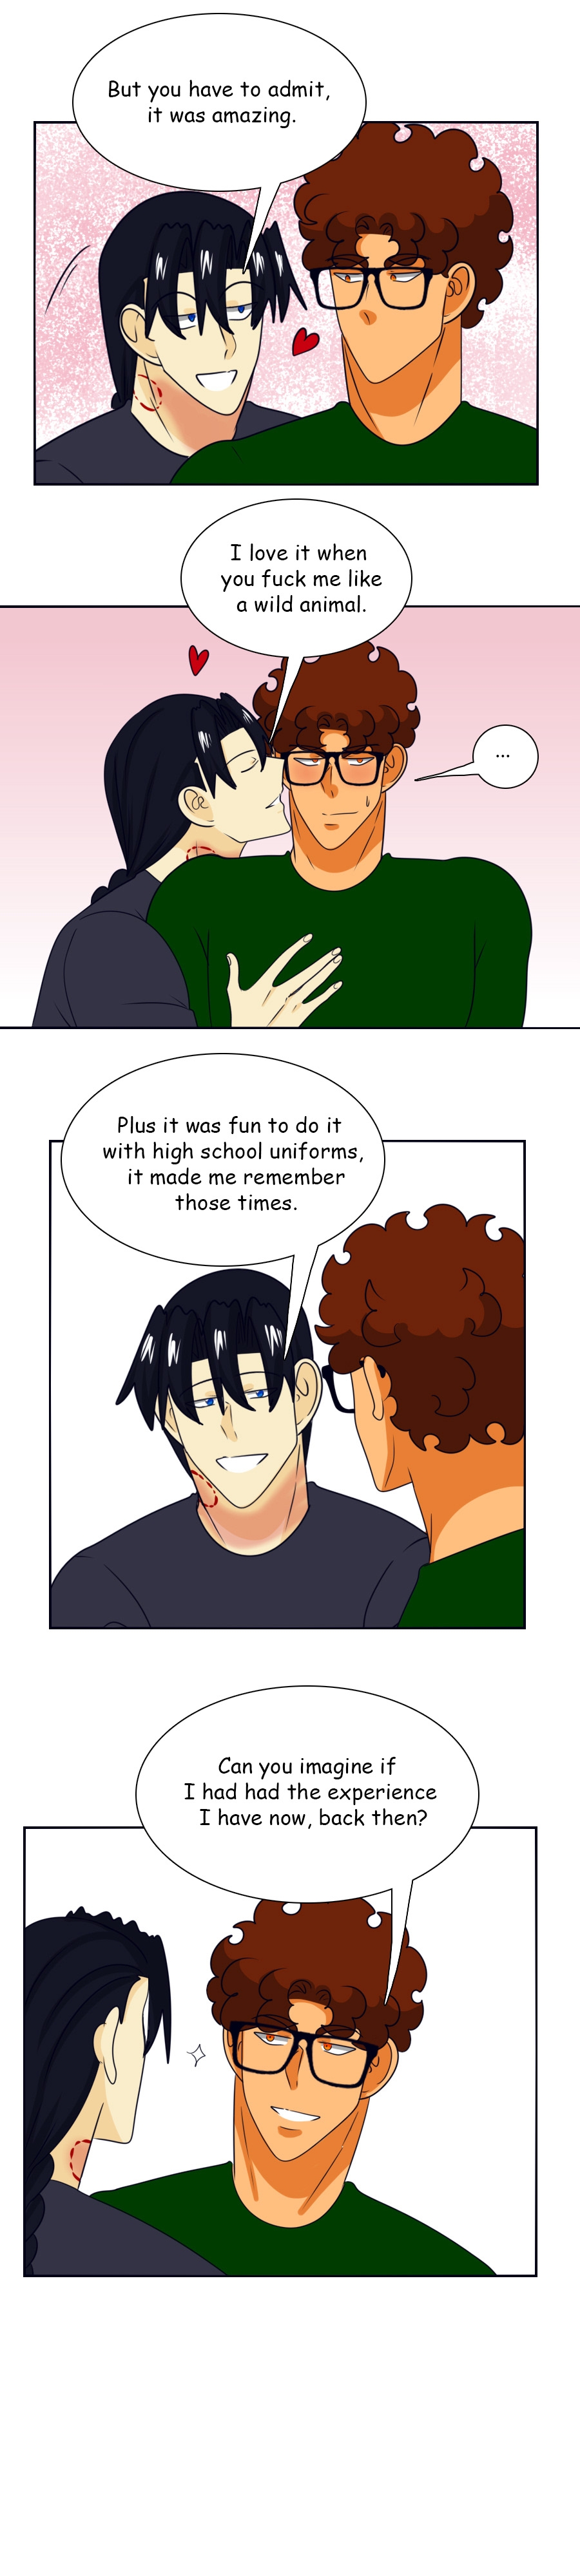 But you have to admit,
it was amazing.
I love it when
you fuck me like
a wild animal.
...
Plus it was fun to do it
with high school uniforms,
it made me remember
those times.
Can you imagine if
I had had the experience
I have now, back then?